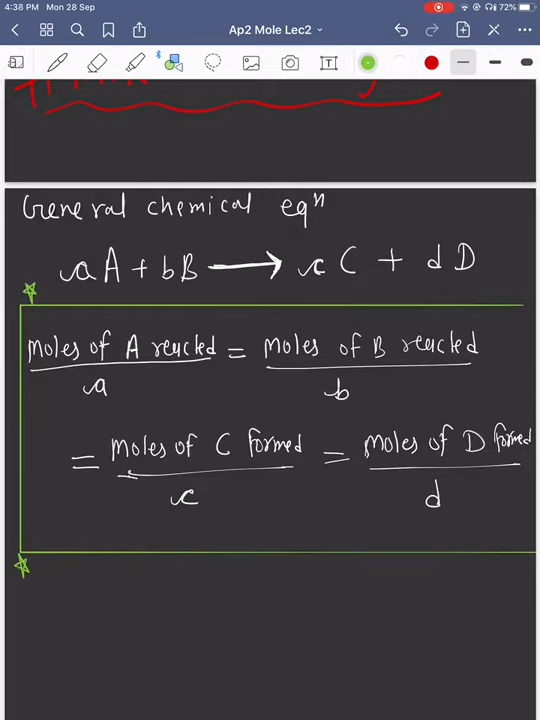 4:38 PM Mon 28 Sep
72%
Ap2 Mole Lec2
General chemical eqⁿ
aA + bB ⟶ cC + dD
Moles of A reacted / a = Moles of B reacted / b
= Moles of C formed / c = Moles of D formed / d